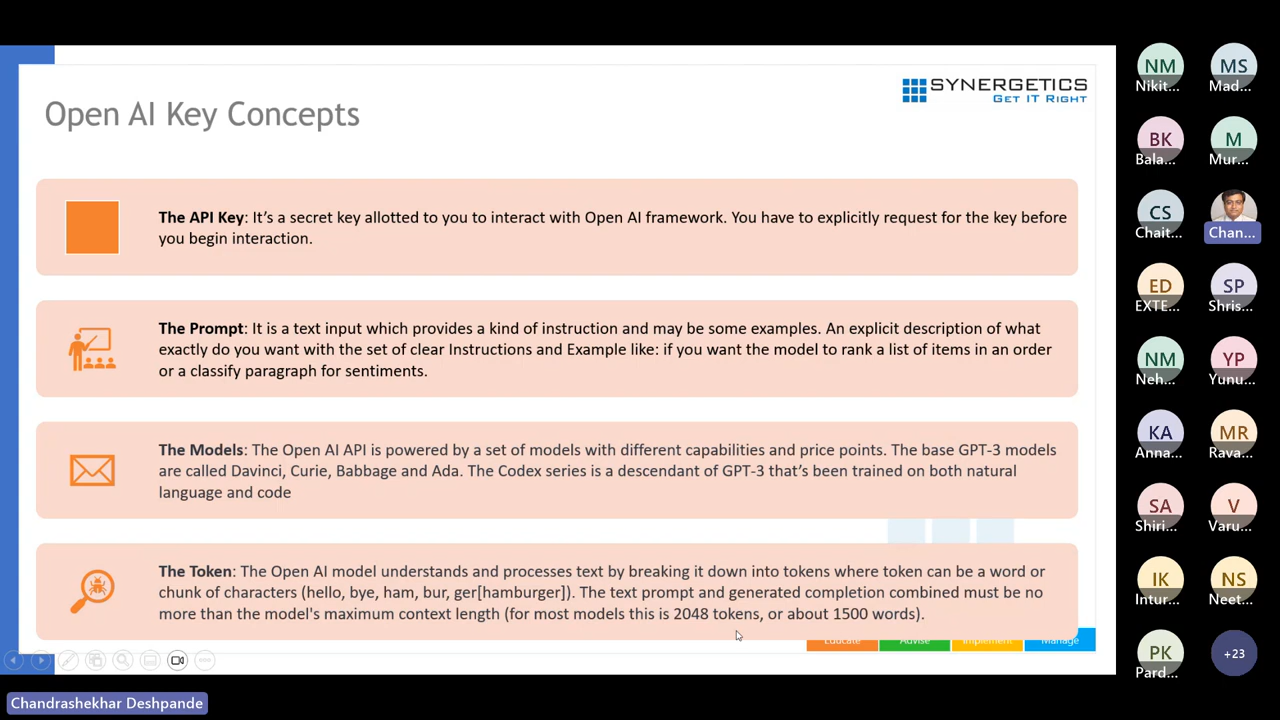 SYNERGETICS
GET IT RIGHT
Open AI Key Concepts
The API Key: It's a secret key allotted to you to interact with Open AI framework. You have to explicitly request for the key before
you begin interaction.
The Prompt: It is a text input which provides a kind of instruction and may be some examples. An explicit description of what
exactly do you want with the set of clear Instructions and Example like: if you want the model to rank a list of items in an order
or a classify paragraph for sentiments.
The Models: The Open AI API is powered by a set of models with different capabilities and price points. The base GPT-3 models
are called Davinci, Curie, Babbage and Ada. The Codex series is a descendant of GPT-3 that's been trained on both natural
language and code
The Token: The Open AI model understands and processes text by breaking it down into tokens where token can be a word or
chunk of characters (hello, bye, ham, bur, ger[hamburger]). The text prompt and generated completion combined must be no
more than the model's maximum context length (for most models this is 2048 tokens, or about 1500 words).
Educate Advise Implement Manage
Chandrashekhar Deshpande
NM MS
Nikit... Mad...
BK M
Bala... Mur...
CS
Chait... Chan...
ED SP
EXTE... Shris...
NM YP
Neh... Yunu...
KA MR
Anna... Rava...
SA V
Shiri... Varu...
IK NS
Intur... Neet...
PK +23
Pard...